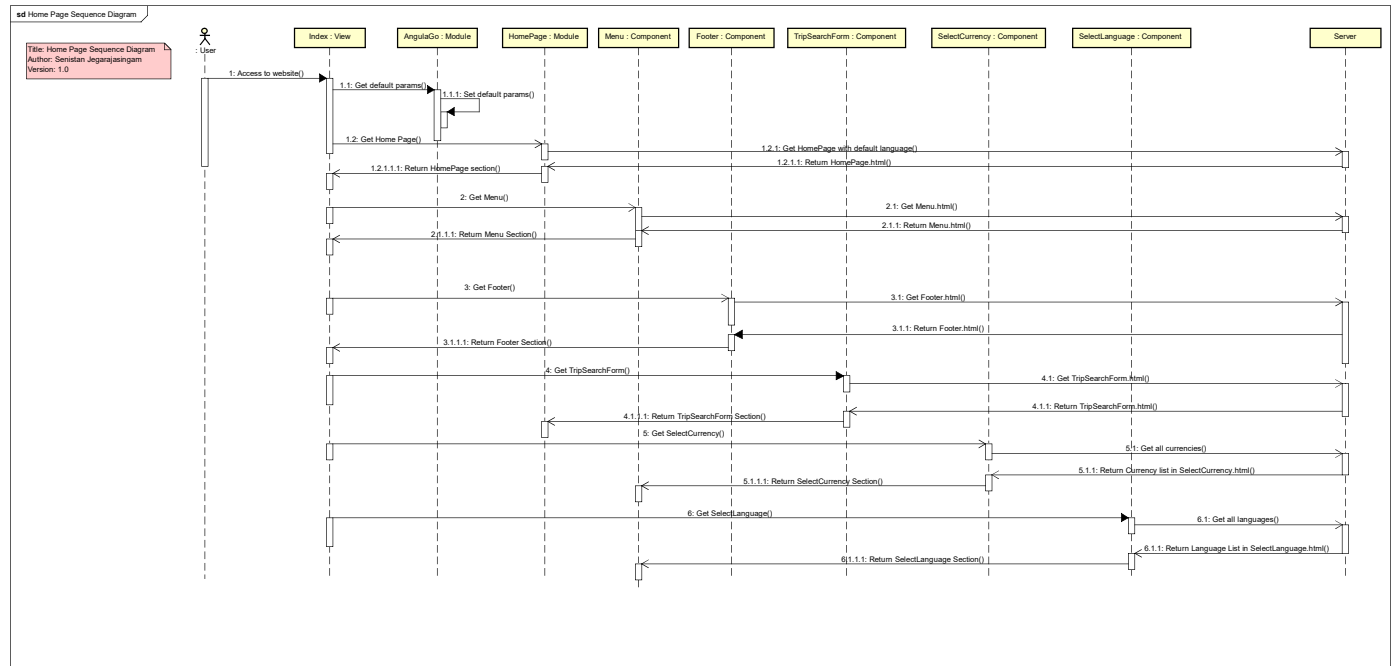 sd Home Page Sequence Diagram
Title: Home Page Sequence Diagram
Author: Senistan Jegarajasingam
Version: 1.0
: User
Index : View
AngulaGo : Module
HomePage : Module
Menu : Component
Footer : Component
TripSearchForm : Component
SelectCurrency : Component
SelectLanguage : Component
Server
1: Access to website()
1.1: Get default params()
1.1.1: Set default params()
1.2: Get Home Page()
1.2.1: Get HomePage with default language()
1.2.1.1: Return HomePage.html()
1.2.1.1.1: Return HomePage section()
2: Get Menu()
2.1: Get Menu.html()
2.1.1: Return Menu.html()
2.1.1.1: Return Menu Section()
3: Get Footer()
3.1: Get Footer.html()
3.1.1: Return Footer.html()
3.1.1.1: Return Footer Section()
4: Get TripSearchForm()
4.1: Get TripSearchForm.html()
4.1.1: Return TripSearchForm.html()
4.1.1.1: Return TripSearchForm Section()
5: Get SelectCurrency()
5.1: Get all currencies()
5.1.1: Return Currency list in SelectCurrency.html()
5.1.1.1: Return SelectCurrency Section()
6: Get SelectLanguage()
6.1: Get all languages()
6.1.1: Return Language List in SelectLanguage.html()
6.1.1.1: Return SelectLanguage Section()